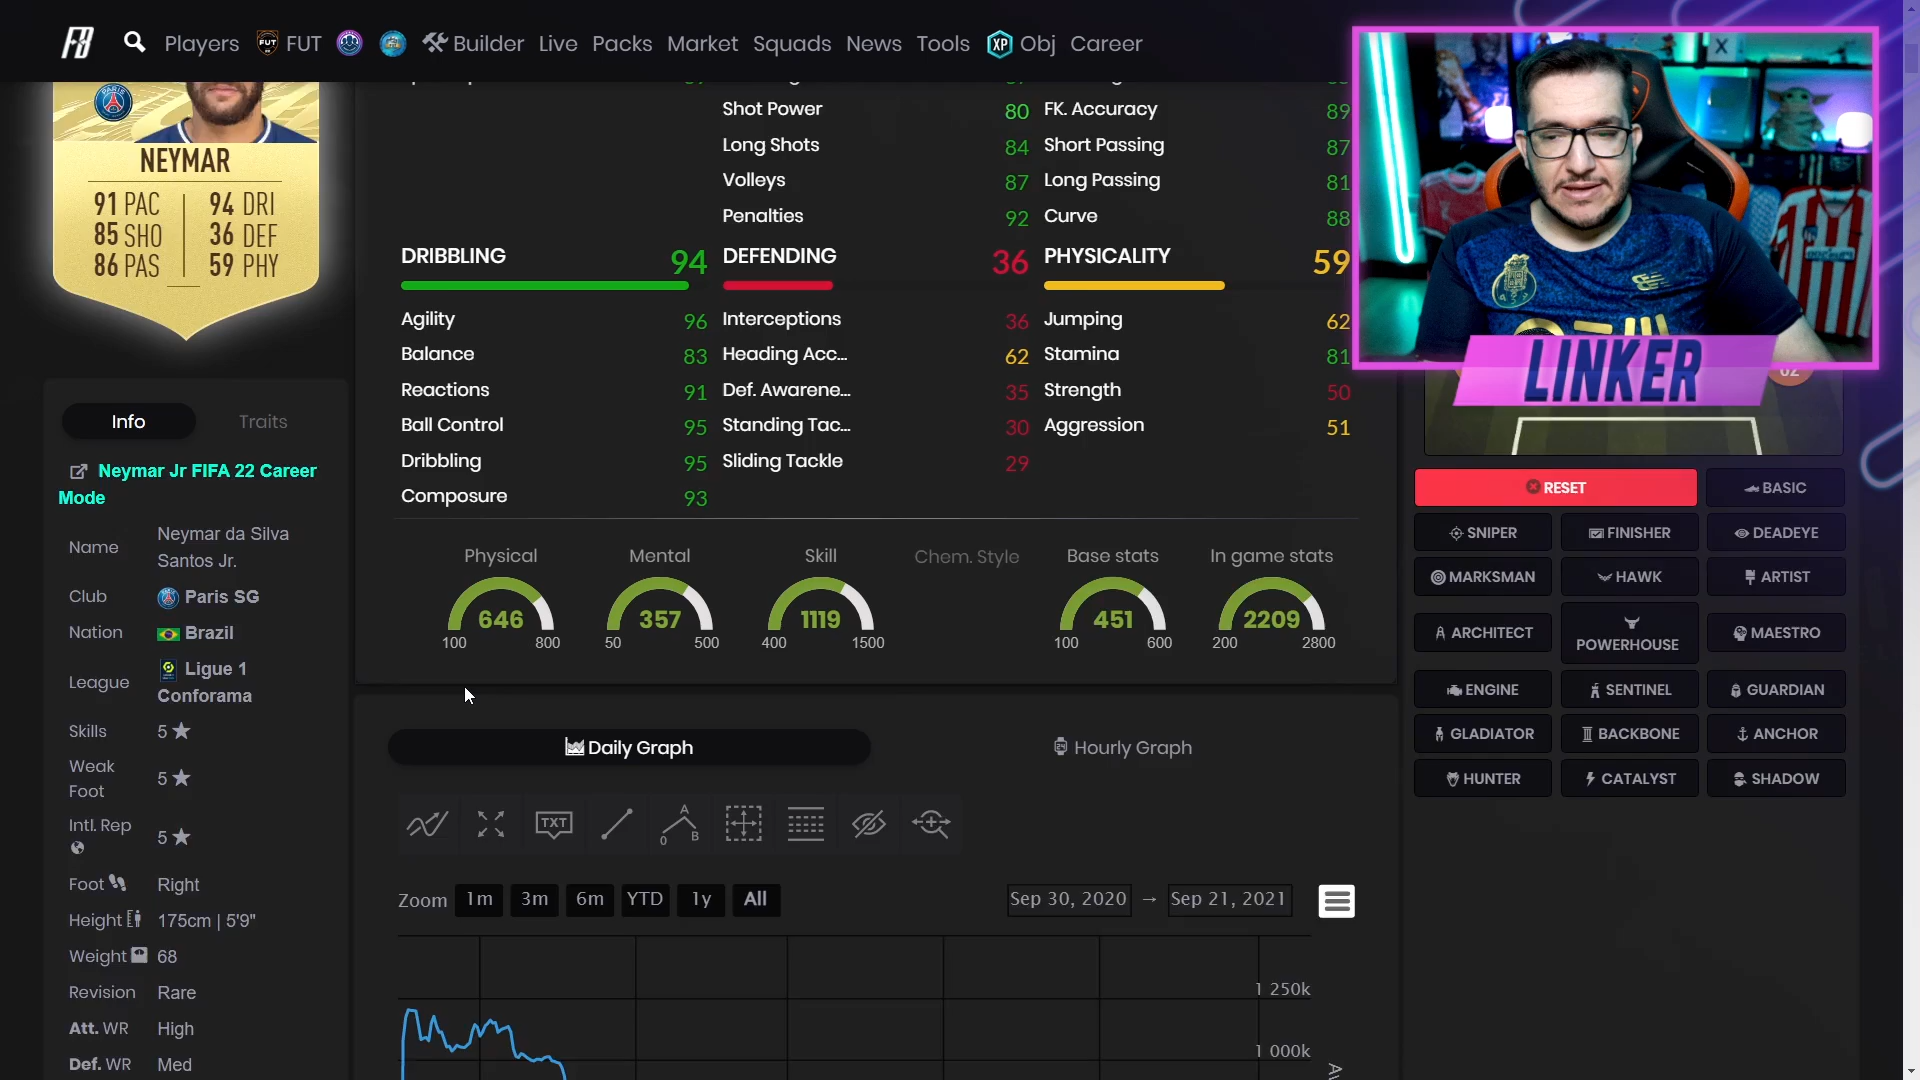 Players FUT Builder Live Packs Market Squads News Tools XP Obj Career
X
PARIS
NEYMAR
91 PAC 94 DRI
85 SHO 36 DEF
86 PAS 59 PHY
Shot Power 80 FK. Accuracy 89
Long Shots 84 Short Passing 87
Volleys 87 Long Passing 81
Penalties 92 Curve 88
DRIBBLING 94 DEFENDING 36 PHYSICALITY 59
Agility 96 Interceptions 36 Jumping 62
Balance 83 Heading Acc... 62 Stamina 81
Reactions 91 Def. Awarene... 35 Strength 50
Ball Control 95 Standing Tac... 30 Aggression 51
Dribbling 95 Sliding Tackle 29
Composure 93
Physical Mental Skill Chem. Style Base stats In game stats
646 357 1119 451 2209
100 800 50 500 400 1500 100 600 200 2800
Daily Graph Hourly Graph
TXT
A
0 B
Zoom 1m 3m 6m YTD 1y All Sep 30, 2020 → Sep 21, 2021
1 250k
1 000k
Info Traits
Neymar Jr FIFA 22 Career
Mode
Name Neymar da Silva
Santos Jr.
Club Paris SG
Nation Brazil
League Ligue 1
Conforama
Skills 5
Weak
Foot 5
Intl. Rep 5
Foot Right
Height 175cm | 5'9"
Weight 68
Revision Rare
Att. WR High
Def. WR Med
LINKER
RESET BASIC
SNIPER FINISHER DEADEYE
MARKSMAN HAWK ARTIST
ARCHITECT POWERHOUSE MAESTRO
ENGINE SENTINEL GUARDIAN
GLADIATOR BACKBONE ANCHOR
HUNTER CATALYST SHADOW